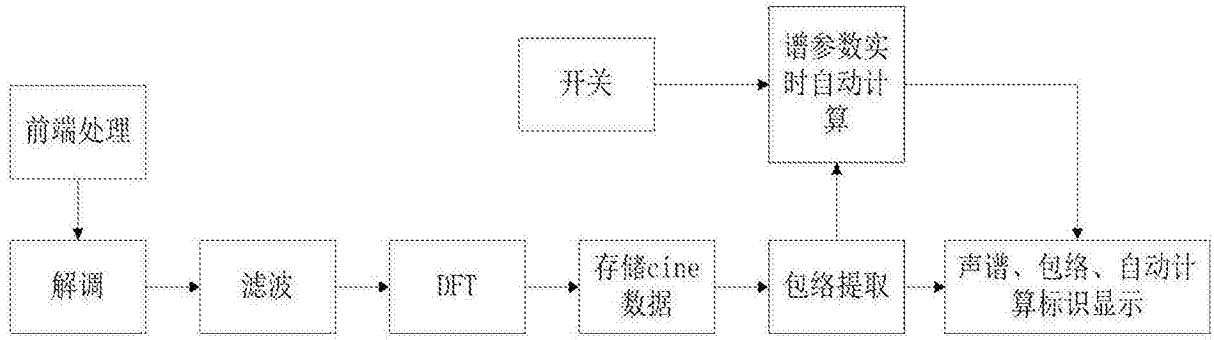 开关
谱参数实
时自动计
算
前端处理
解调
滤波
DFT
存储cine
数据
包络提取
声谱、包络、自动计
算标识显示